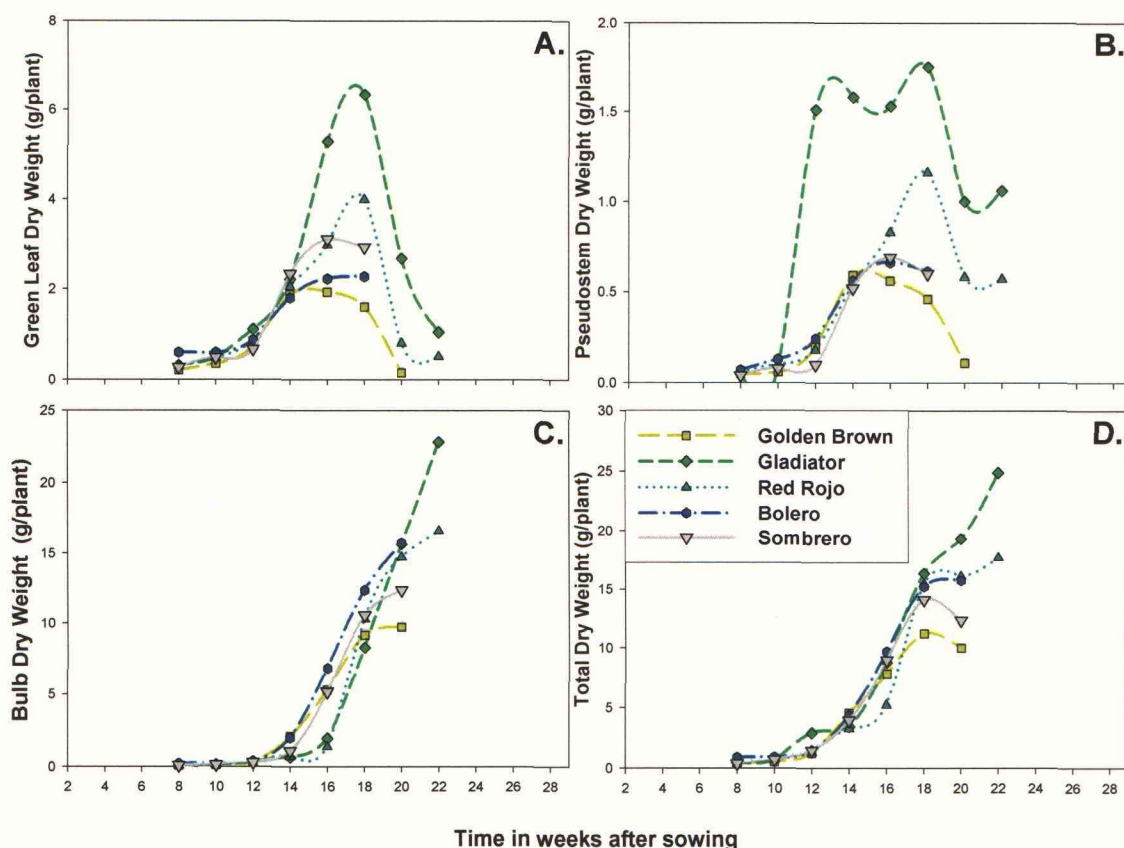 A.
Green Leaf Dry Weight (g/plant)
8
6
4
2
0
B.
Pseudostem Dry Weight (g/plant)
2.0
1.5
1.0
0.5
0.0
C.
Bulb Dry Weight (g/plant)
25
20
15
10
5
0
2 4 6 8 10 12 14 16 18 20 22 24 26 28
D.
Total Dry Weight (g/plant)
30
25
20
15
10
5
0
Golden Brown
Gladiator
Red Rojo
Bolero
Sombrero
2 4 6 8 10 12 14 16 18 20 22 24 26 28
Time in weeks after sowing